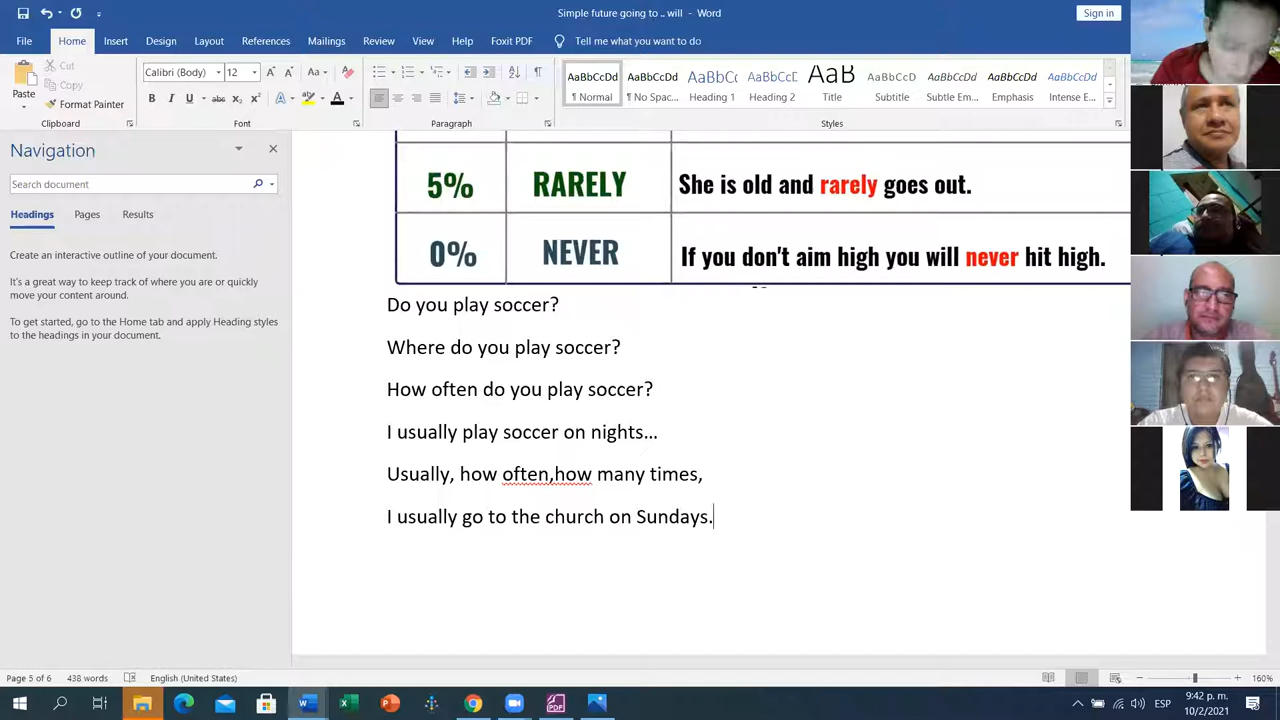 Simple future going to .. will - Word
Sign in
File Home Insert Design Layout References Mailings Review View Help Foxit PDF Tell me what you want to do
Paste
Cut
Copy
Format Painter
Clipboard
Calibri (Body) 12
Font
Paragraph
AaBbCcDd AaBbCcDd AaBbCc AaBbCcE AaB AaBbCcD AaBbCcDd AaBbCcDd AaBbCcDd
¶ Normal ¶ No Spac... Heading 1 Heading 2 Title Subtitle Subtle Em... Emphasis Intense E...
Styles
Navigation
Search document
Headings Pages Results
Create an interactive outline of your document.
It's a great way to keep track of where you are or quickly
move your content around.
To get started, go to the Home tab and apply Heading styles
to the headings in your document.
5% RARELY She is old and rarely goes out.
0% NEVER If you don't aim high you will never hit high.
Do you play soccer?
Where do you play soccer?
How often do you play soccer?
I usually play soccer on nights…
Usually, how often,how many times,
I usually go to the church on Sundays.
Page 5 of 6 438 words English (United States) 160%
ESP
9:42 p. m.
10/2/2021